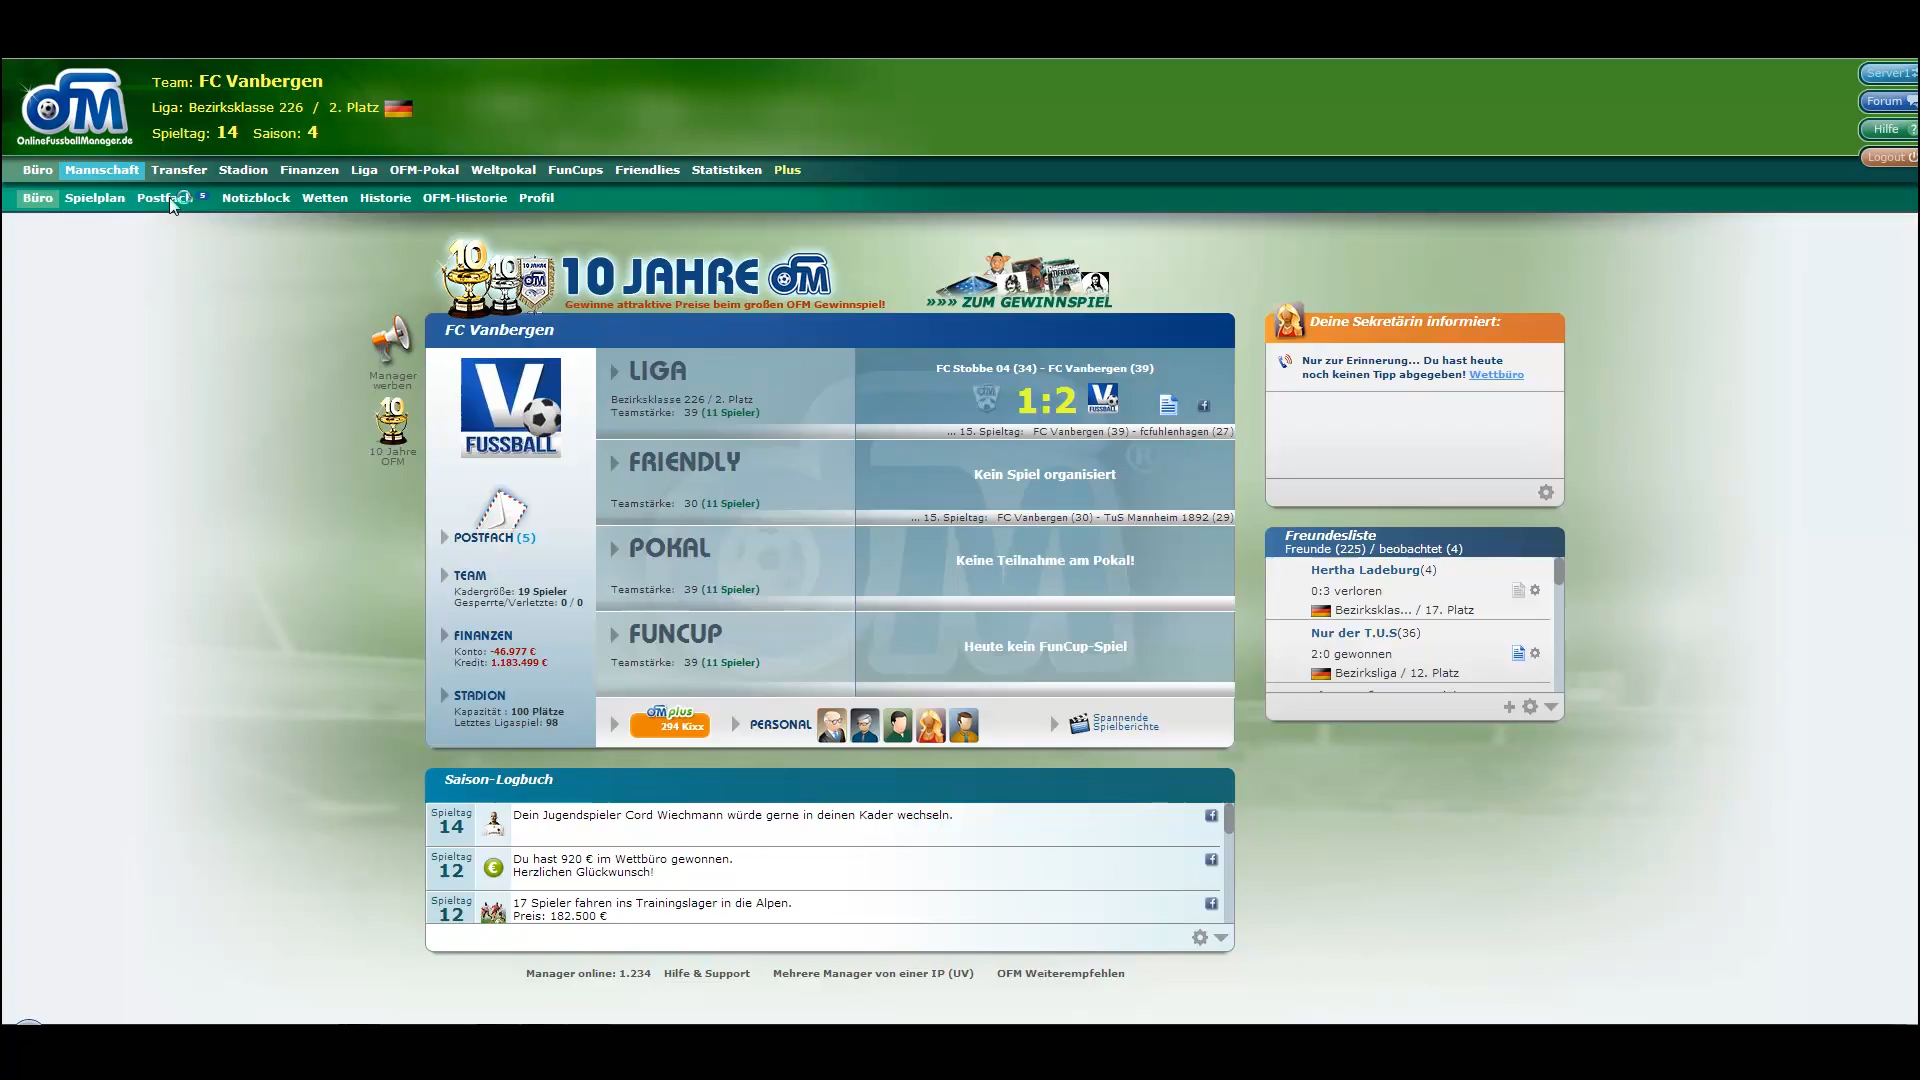 OFM
OnlineFussballManager.de
Team: FC Vanbergen
Liga: Bezirksklasse 226 / 2. Platz
Spieltag: 14 Saison: 4
Server1
Forum
Hilfe ?
Logout
Büro Mannschaft Transfer Stadion Finanzen Liga OFM-Pokal Weltpokal FunCups Friendlies Statistiken Plus
Büro Spielplan Postfach 5 Notizblock Wetten Historie OFM-Historie Profil
10 10 10 JAHRE OFM
10 JAHRE OFM
Gewinne attraktive Preise beim großen OFM Gewinnspiel!
»»» ZUM GEWINNSPIEL
Manager
werben
10
10 Jahre
OFM
FC Vanbergen
V
FUSSBALL
POSTFACH (5)
TEAM
Kadergröße: 19 Spieler
Gesperrte/Verletzte: 0 / 0
FINANZEN
Konto: -46.977 €
Kredit: 1.183.499 €
STADION
Kapazität : 100 Plätze
Letztes Ligaspiel: 98
LIGA
Bezirksklasse 226 / 2. Platz
Teamstärke: 39 (11 Spieler)
FC Stobbe 04 (34) - FC Vanbergen (39)
1:2
V
FUSSBALL
... 15. Spieltag: FC Vanbergen (39) - fcfuhlenhagen (27)
FRIENDLY
Teamstärke: 30 (11 Spieler)
Kein Spiel organisiert
... 15. Spieltag: FC Vanbergen (30) - TuS Mannheim 1892 (29)
POKAL
Teamstärke: 39 (11 Spieler)
Keine Teilnahme am Pokal!
FUNCUP
Teamstärke: 39 (11 Spieler)
Heute kein FunCup-Spiel
OFM plus
294 Kixx
PERSONAL
Spannende
Spielberichte
Deine Sekretärin informiert:
Nur zur Erinnerung... Du hast heute
noch keinen Tipp abgegeben! Wettbüro
Freundesliste
Freunde (225) / beobachtet (4)
Hertha Ladeburg(4)
0:3 verloren
Bezirksklas... / 17. Platz
Nur der T.U.S(36)
2:0 gewonnen
Bezirksliga / 12. Platz
Saison-Logbuch
Spieltag
14
Dein Jugendspieler Cord Wiechmann würde gerne in deinen Kader wechseln.
Spieltag
12
Du hast 920 € im Wettbüro gewonnen.
Herzlichen Glückwunsch!
Spieltag
12
17 Spieler fahren ins Trainingslager in die Alpen.
Preis: 182.500 €
Manager online: 1.234 Hilfe & Support Mehrere Manager von einer IP (UV) OFM Weiterempfehlen